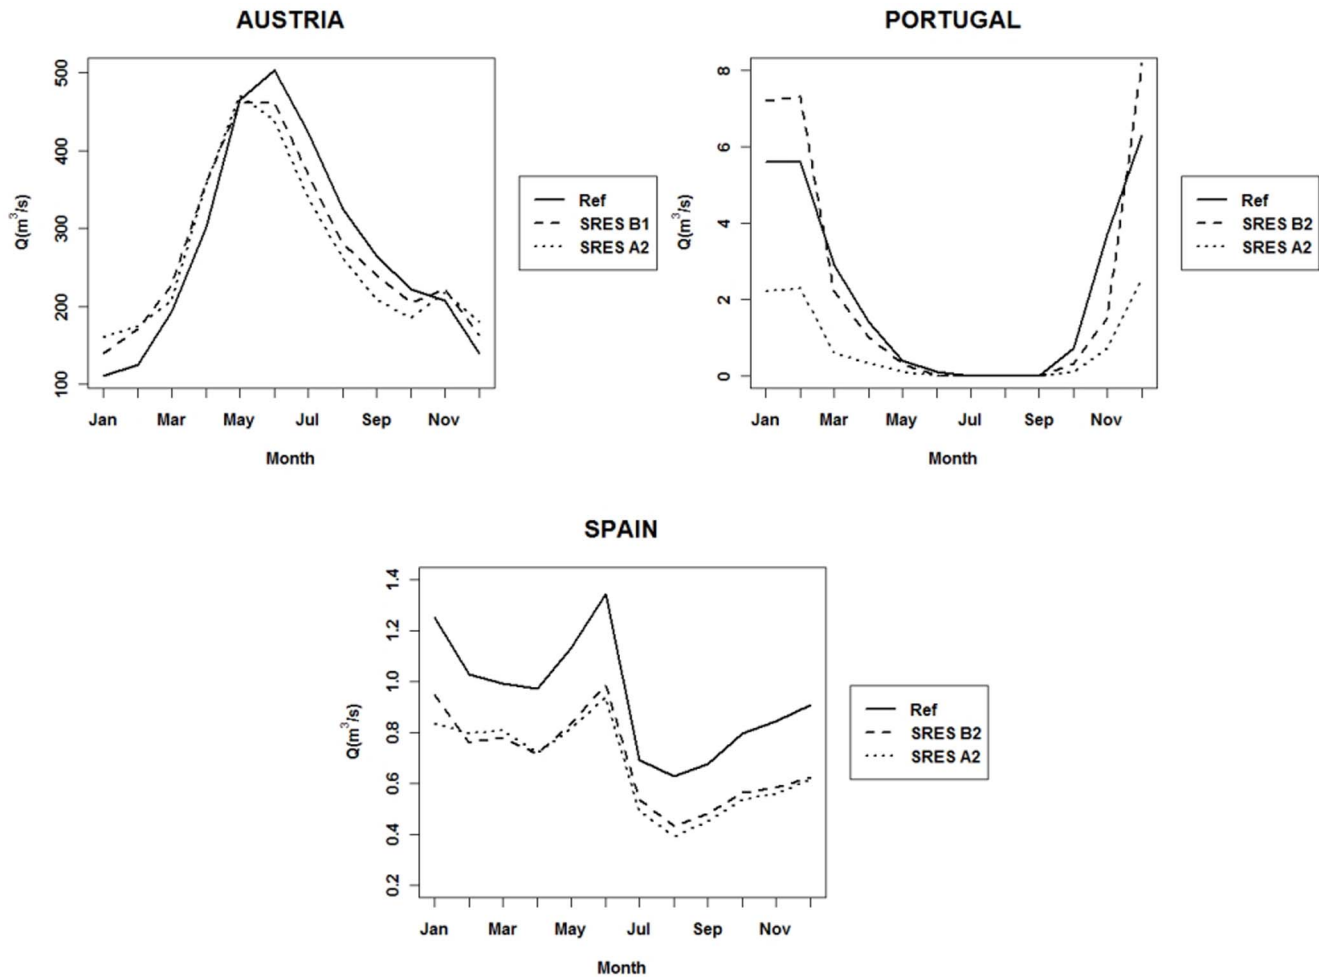 AUSTRIA
Q(m³/s)
500
400
300
200
100
Jan Mar May Jul Sep Nov
Month
Ref
SRES B1
SRES A2
PORTUGAL
Q(m³/s)
8
6
4
2
0
Jan Mar May Jul Sep Nov
Month
Ref
SRES B2
SRES A2
SPAIN
Q(m³/s)
1.4
1.2
1.0
0.8
0.6
0.4
0.2
Jan Mar May Jul Sep Nov
Month
Ref
SRES B2
SRES A2